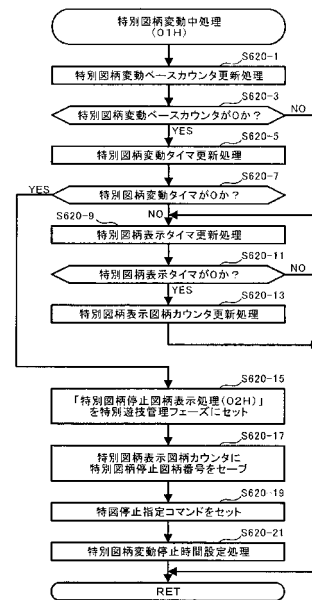 特別図柄変動中処理
(01H)
S620-1
特別図柄変動ベースカウンタ更新処理
S620-3
特別図柄変動ベースカウンタが0か？
NO
YES
S620-5
特別図柄変動タイマ更新処理
S620-7
YES
特別図柄変動タイマが0か？
S620-9
NO
特別図柄表示タイマ更新処理
S620-11
特別図柄表示タイマが0か？
NO
YES
S620-13
特別図柄表示図柄カウンタ更新処理
S620-15
「特別図柄停止図柄表示処理(02H)」
を特別遊技管理フェーズにセット
S620-17
特別図柄表示図柄カウンタに
特別図柄停止図柄番号をセーブ
S620-19
特図停止指定コマンドをセット
S620-21
特別図柄変動停止時間設定処理
RET